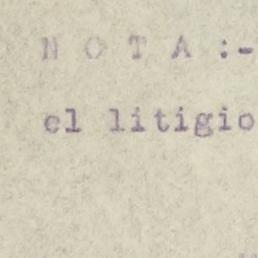 N O T A :-
el litigio